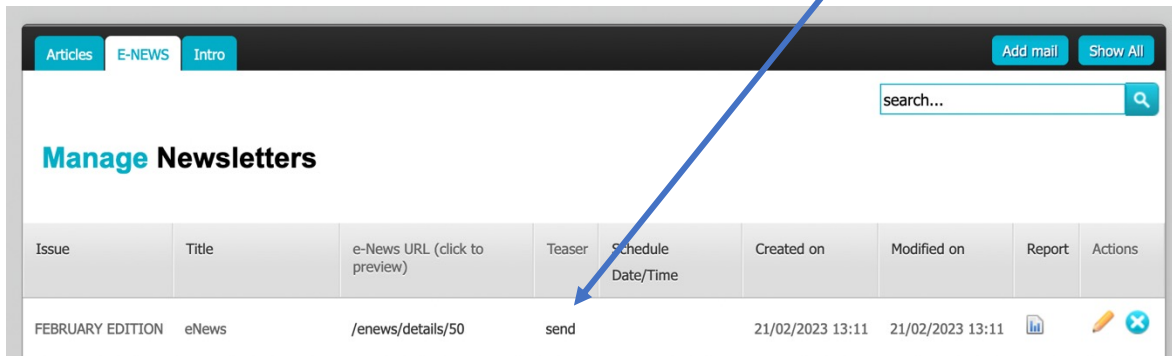 Articles E-NEWS Intro Add mail Show All
search...
Manage Newsletters
Issue Title e-News URL (click to preview) Teaser Schedule Date/Time Created on Modified on Report Actions
FEBRUARY EDITION eNews /enews/details/50 send 21/02/2023 13:11 21/02/2023 13:11